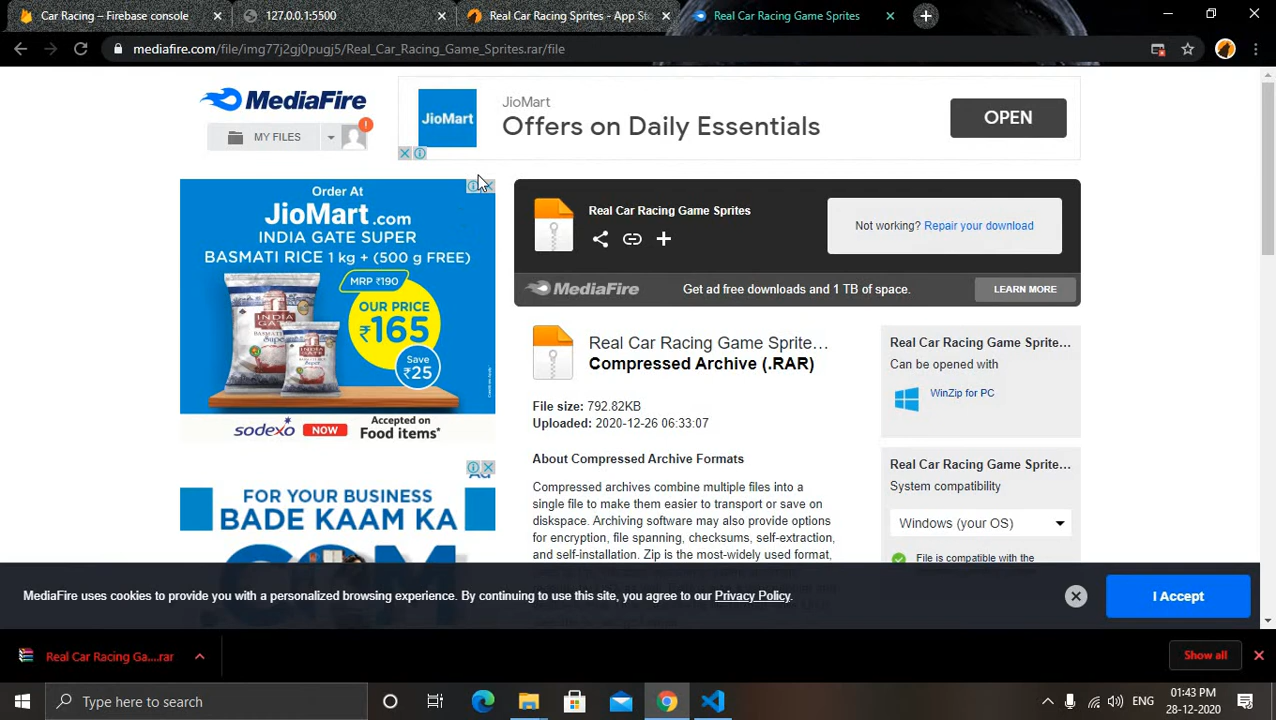 Car Racing – Firebase console
127.0.0.1:5500
Real Car Racing Sprites - App Sto
Real Car Racing Game Sprites
mediafire.com/file/img77j2gj0pugj5/Real_Car_Racing_Game_Sprites.rar/file
MediaFire
MY FILES
JioMart
JioMart
Offers on Daily Essentials
OPEN
Order At
JioMart.com
INDIA GATE SUPER
BASMATI RICE 1 kg + (500 g FREE)
MRP ₹190
OUR PRICE
₹165
Save
₹25
INDIA GATE
INDIA GATE
sodexo NOW Accepted on
Food items*
FOR YOUR BUSINESS
BADE KAAM KA
Real Car Racing Game Sprites
Not working? Repair your download
MediaFire
Get ad free downloads and 1 TB of space.
LEARN MORE
Real Car Racing Game Sprite...
Compressed Archive (.RAR)
File size: 792.82KB
Uploaded: 2020-12-26 06:33:07
About Compressed Archive Formats
Compressed archives combine multiple files into a
single file to make them easier to transport or save on
diskspace. Archiving software may also provide options
for encryption, file spanning, checksums, self-extraction,
and self-installation. Zip is the most-widely used format,
Real Car Racing Game Sprite...
Can be opened with
WinZip for PC
Real Car Racing Game Sprite...
System compatibility
Windows (your OS)
File is compatible with the
MediaFire uses cookies to provide you with a personalized browsing experience. By continuing to use this site, you agree to our Privacy Policy.
I Accept
Real Car Racing Ga....rar
Show all
Type here to search
ENG
01:43 PM
28-12-2020